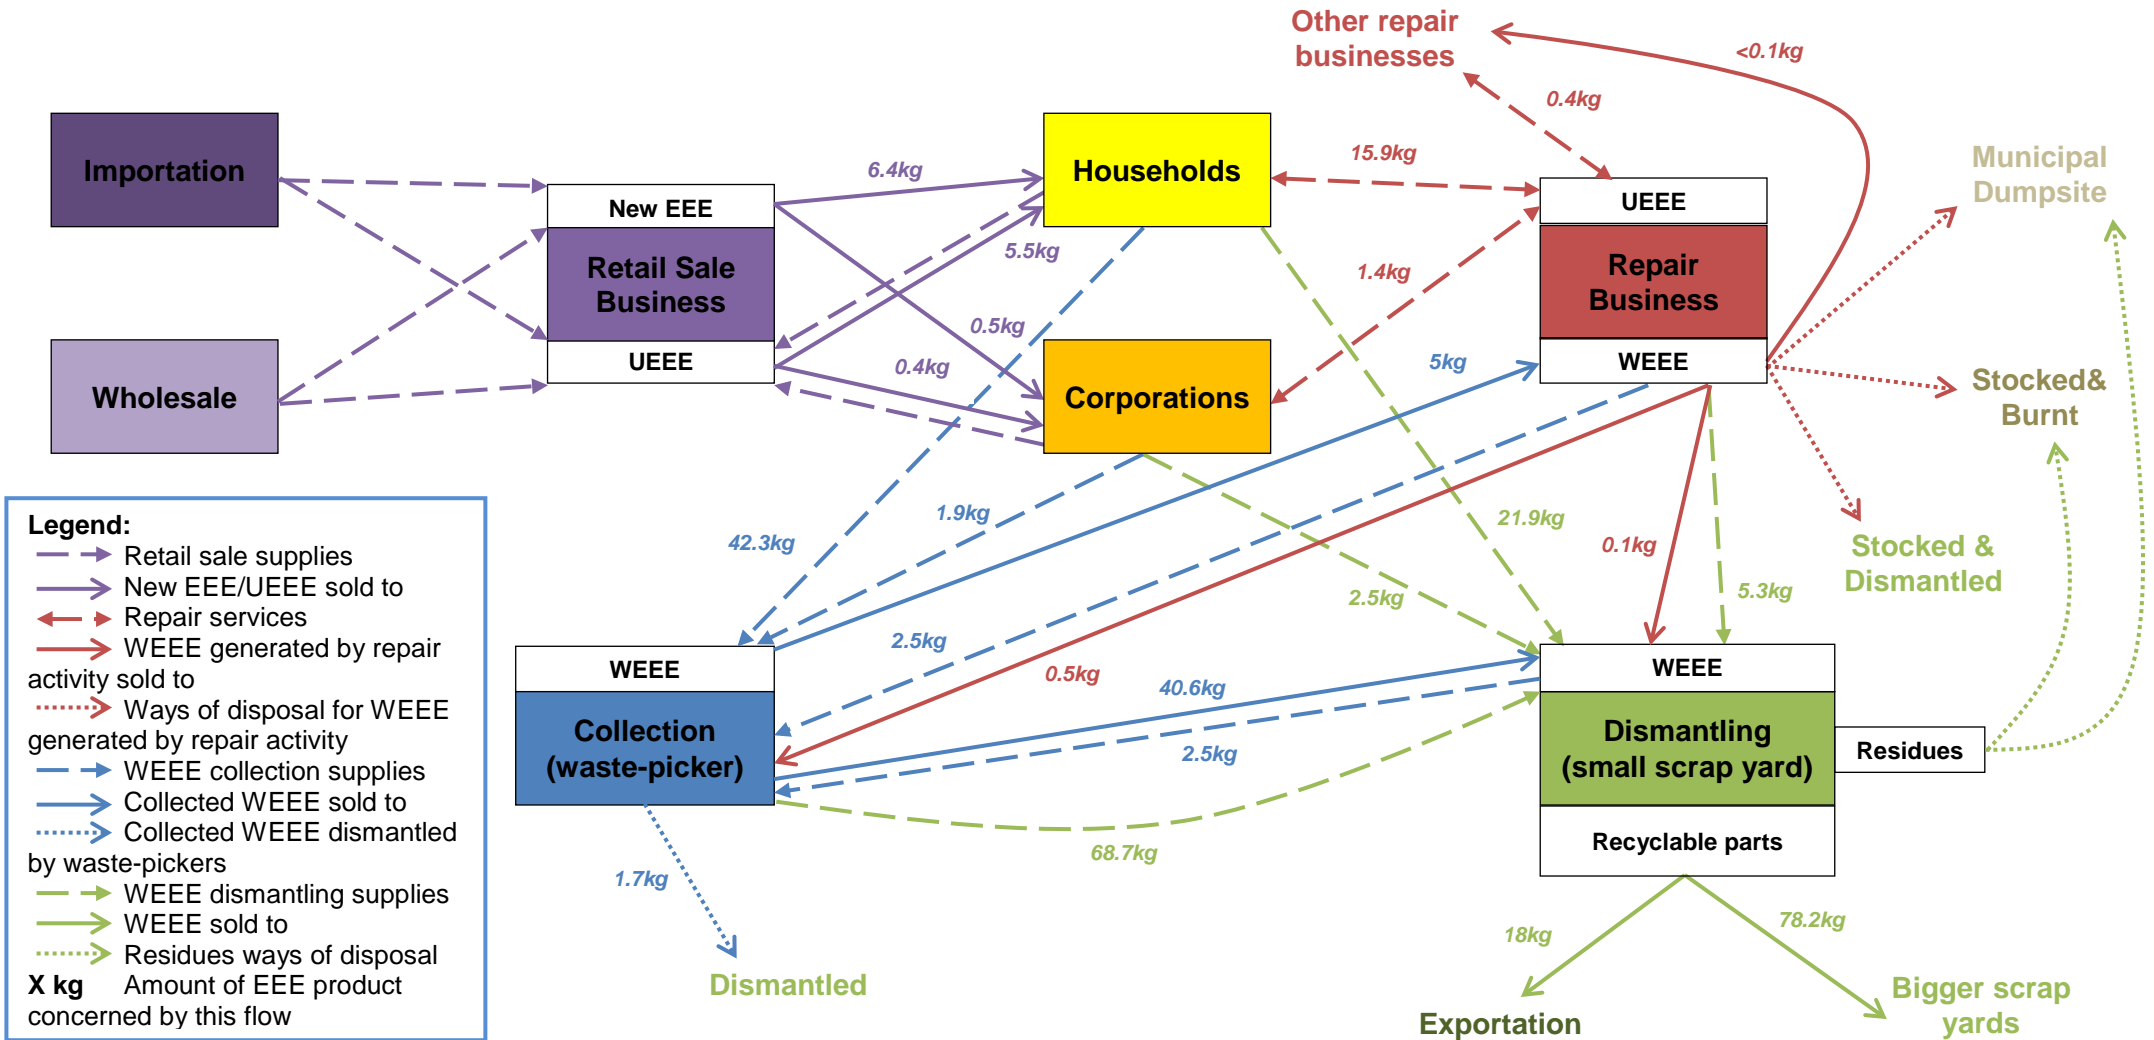 Other repair
businesses
<0.1kg
0.4kg
Importation
Households
15.9kg
Municipal
Dumpsite
6.4kg
New EEE
UEEE
5.5kg
Retail Sale
Business
1.4kg
Repair
Business
0.5kg
UEEE
0.4kg
5kg
WEEE
Wholesale
Corporations
Stocked&
Burnt
Legend:
Retail sale supplies
New EEE/UEEE sold to
Repair services
WEEE generated by repair
activity sold to
Ways of disposal for WEEE
generated by repair activity
WEEE collection supplies
Collected WEEE sold to
Collected WEEE dismantled
by waste-pickers
WEEE dismantling supplies
WEEE sold to
Residues ways of disposal
X kg Amount of EEE product
concerned by this flow
42.3kg
1.9kg
21.9kg
0.1kg
Stocked &
Dismantled
2.5kg
5.3kg
2.5kg
0.5kg
WEEE
WEEE
40.6kg
Collection
(waste-picker)
2.5kg
Dismantling
(small scrap yard)
Residues
68.7kg
Recyclable parts
1.7kg
Dismantled
18kg
78.2kg
Exportation
Bigger scrap
yards